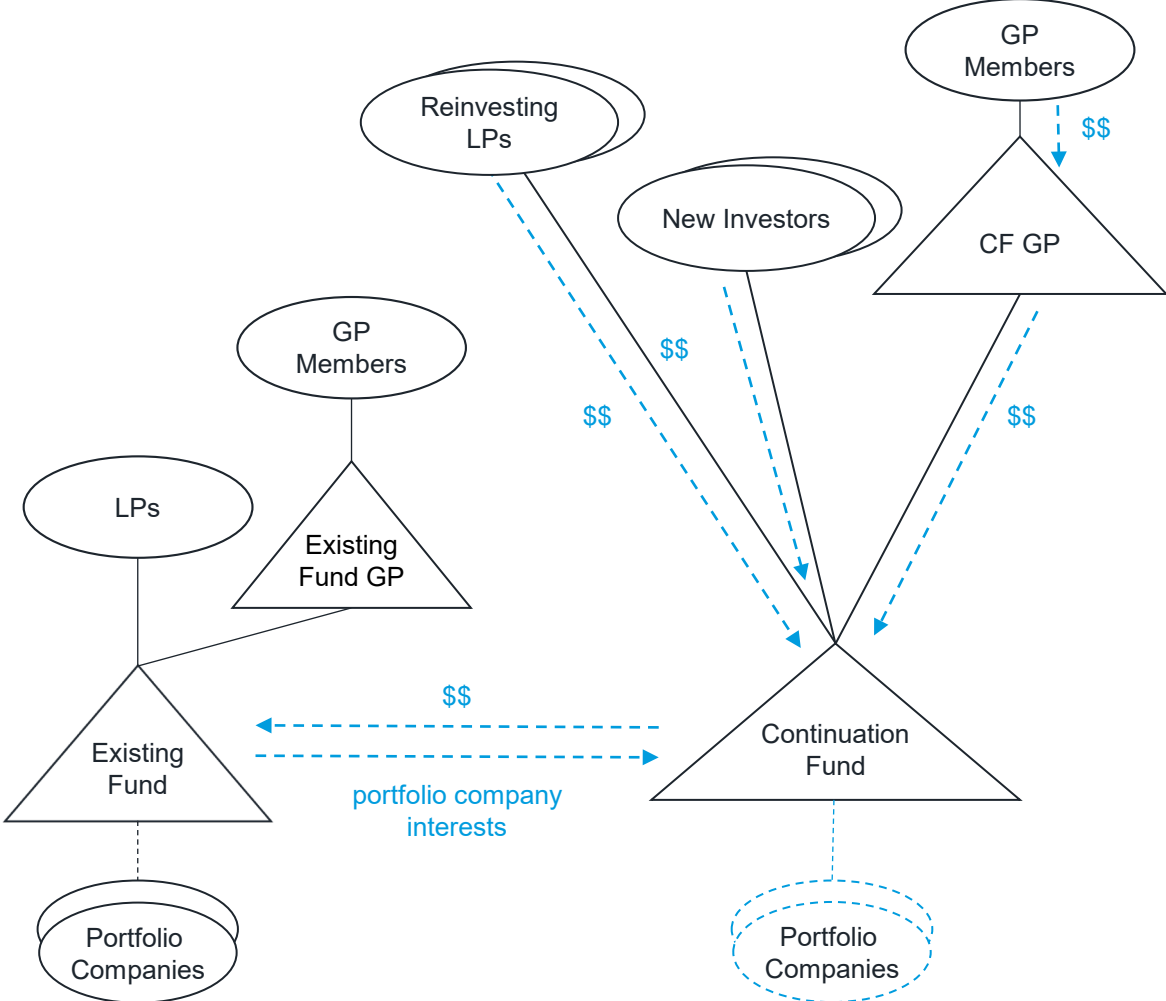 GP
Members
$$
CF GP
Reinvesting
LPs
New Investors
$$
$$
$$
GP
Members
Existing
Fund GP
LPs
$$
Existing
Fund
portfolio company
interests
Continuation
Fund
Portfolio
Companies
Portfolio
Companies